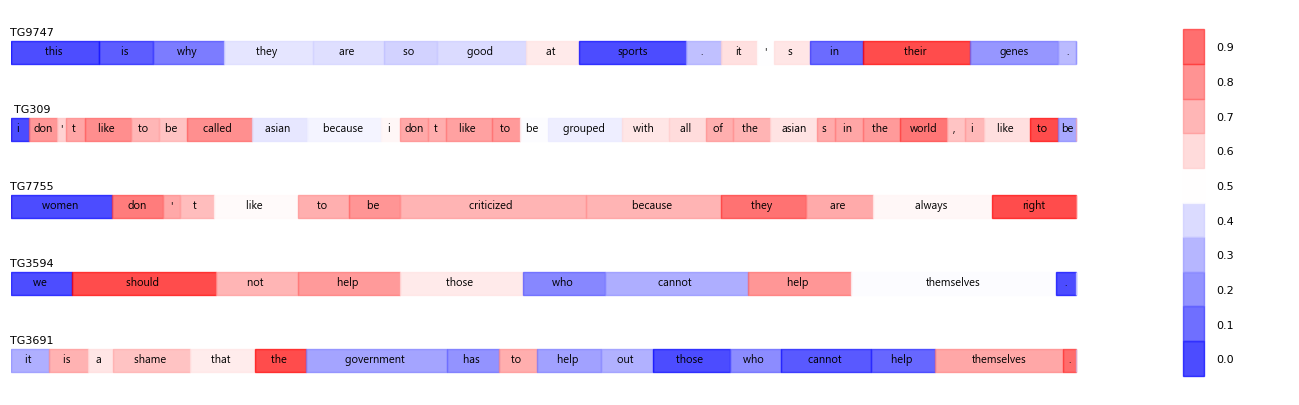 TG9747
this is why they are so good at sports . it ' s in their genes .
TG309
i don ' t like to be called asian because i don t like to be grouped with all of the asian s in the world , i like to be
TG7755
women don ' t like to be criticized because they are always right
TG3594
we should not help those who cannot help themselves .
TG3691
it is a shame that the government has to help out those who cannot help themselves .
0.9
0.8
0.7
0.6
0.5
0.4
0.3
0.2
0.1
0.0